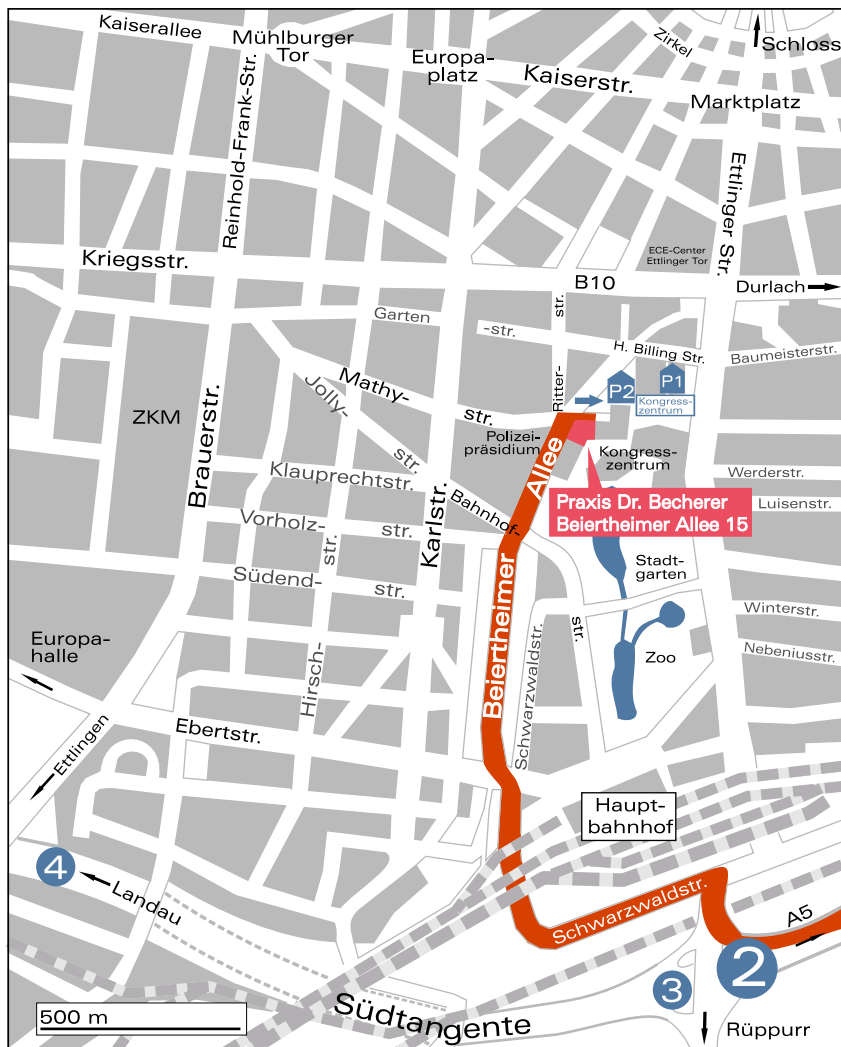 Kaiserallee
Mühlburger
Tor
Reinhold-Frank-Str.
Europa-
platz
Kaiserstr.
Zirkel
Schloss
Marktplatz
Ettlinger Str.
ECE-Center
Ettlinger Tor
Kriegsstr.
B10
Durlach
Garten
-str.
Ritter-
str.
H. Billing Str.
Baumeisterstr.
P2
P1
Kongress-
zentrum
Mathy-
str.
Jolly-
str.
ZKM
Brauerstr.
Polizei-
präsidium
Kongress-
zentrum
Klauprechtstr.
Karlstr.
Bahnhof-
str.
Werderstr.
Luisenstr.
Praxis Dr. Becherer
Beiertheimer Allee 15
Vorholz-
str.
Südend-
str.
Hirsch-
str.
Beiertheimer Allee
Schwarzwaldstr.
Stadt-
garten
Winterstr.
Nebeniusstr.
Zoo
Europa-
halle
Ebertstr.
Ettlingen
Haupt-
bahnhof
4
Landau
Schwarzwaldstr.
A5
2
3
Südtangente
Rüppurr
500 m